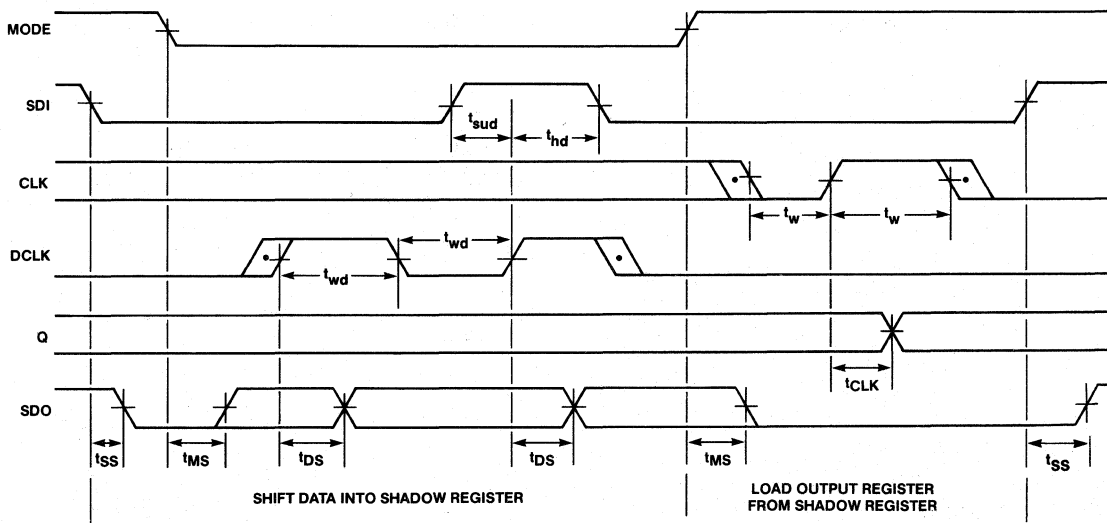 MODE
SDI
tsud
thd
CLK
tw
tw
DCLK
twd
twd
Q
tCLK
SDO
tSS
tMS
tDS
tDS
tMS
tSS
SHIFT DATA INTO SHADOW REGISTER
LOAD OUTPUT REGISTER
FROM SHADOW REGISTER